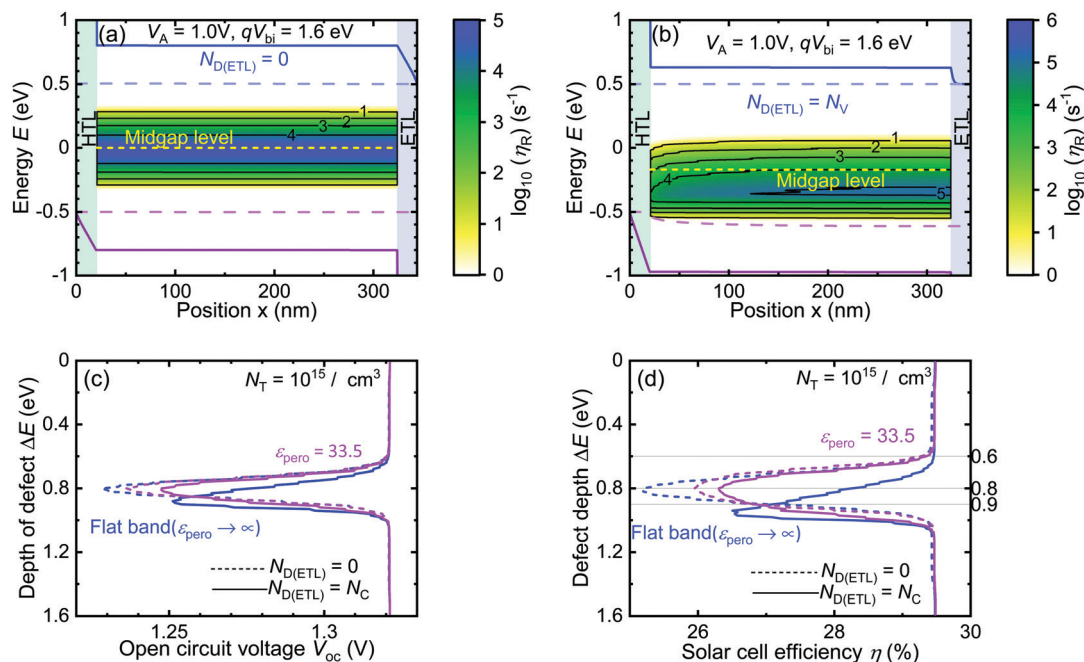 (a)
V_A = 1.0V, qV_bi = 1.6 eV
N_D(ETL) = 0
1
2
3
4
Midgap level
HTL
ETL
1
0.5
0
-0.5
-1
Energy E (eV)
0 100 200 300
Position x (nm)
5
4
3
2
1
0
log₁₀ (η_R) (s⁻¹)
(b)
V_A = 1.0V, qV_bi = 1.6 eV
N_D(ETL) = N_V
1
2
3
4
Midgap level
5
HTL
ETL
1
0.5
0
-0.5
-1
Energy E (eV)
0 100 200 300
Position x (nm)
6
5
4
3
2
1
0
log₁₀ (η_R) (s⁻¹)
(c)
N_T = 10¹⁵ / cm³
ε_pero = 33.5
Flat band(ε_pero → ∞)
N_D(ETL) = 0
N_D(ETL) = N_C
0
0.4
0.8
1.2
1.6
Depth of defect ΔE (eV)
1.25 1.3
Open circuit voltage V_oc (V)
(d)
N_T = 10¹⁵ / cm³
ε_pero = 33.5
0.6
0.8
0.9
Flat band(ε_pero → ∞)
N_D(ETL) = 0
N_D(ETL) = N_C
0
0.4
0.8
1.2
1.6
Defect depth ΔE (eV)
26 28 30
Solar cell efficiency η (%)